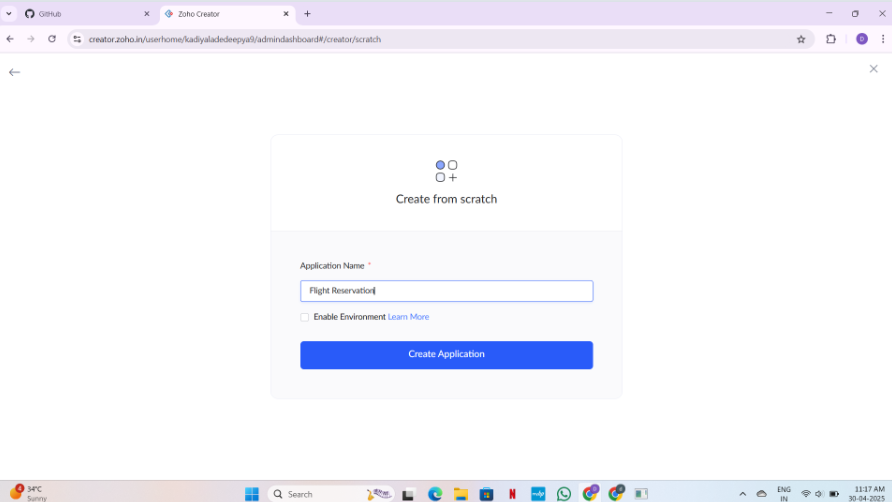 GitHub
Zoho Creator
creator.zoho.in/userhome/kadiyaladedeepya9/admindashboard#/creator/scratch
D
Create from scratch
Application Name *
Flight Reservation
Enable Environment Learn More
Create Application
4
34°C
Sunny
Search
N
ENG
IN
11:17 AM
30-04-2025